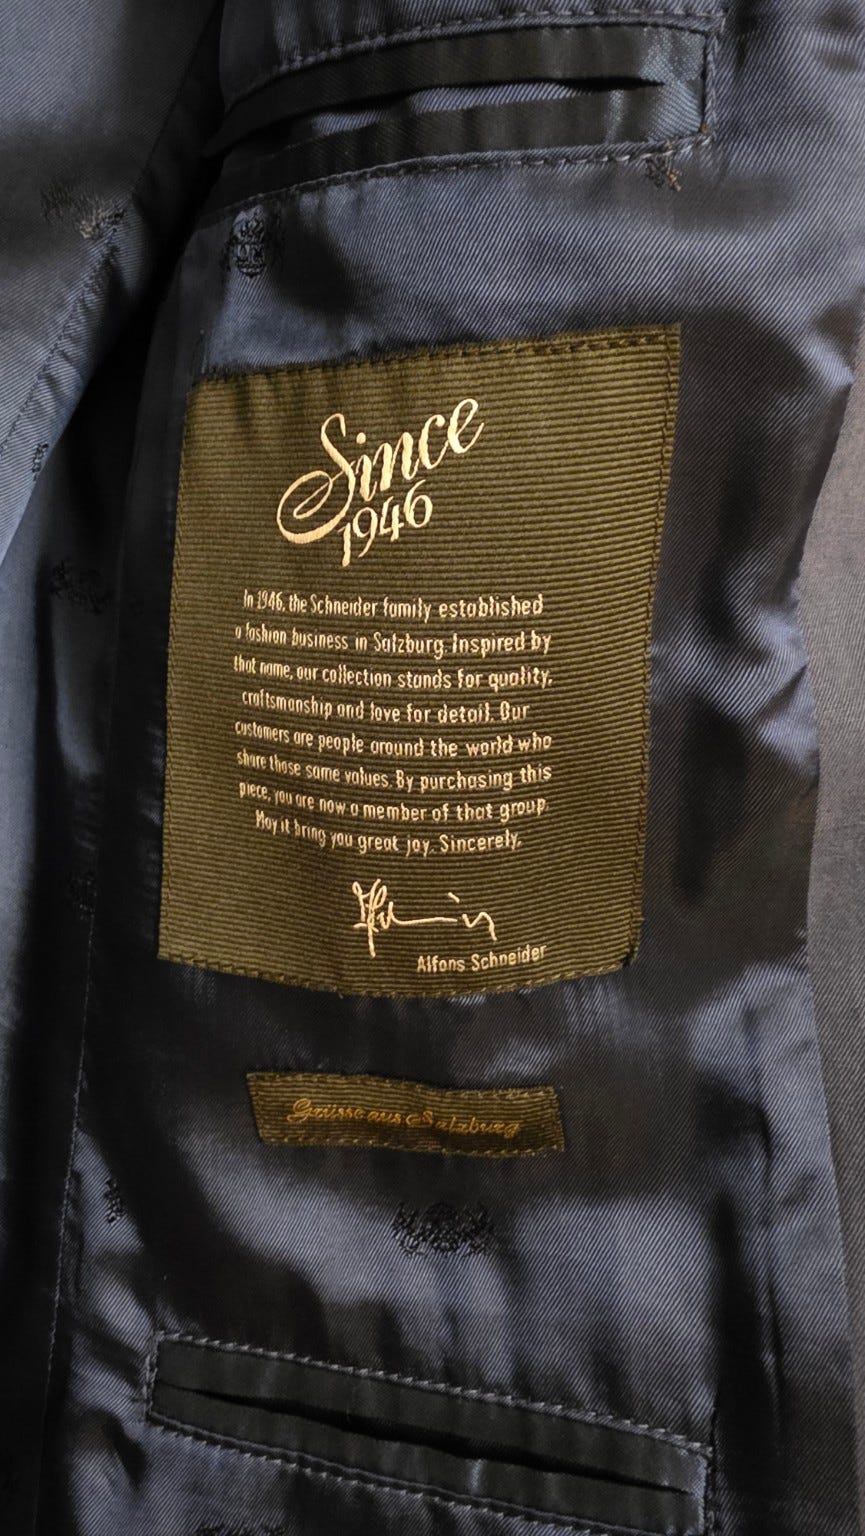 Since
1946
In 1946, the Schneider family established
a fashion business in Salzburg. Inspired by
that name, our collection stands for quality,
craftsmanship and love for detail. Our
customers are people around the world who
share those same values. By purchasing this
piece, you are now a member of that group.
May it bring you great joy. Sincerely,
Alfons Schneider
Grüsse aus Salzburg